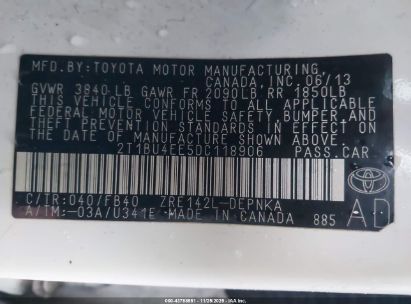 MFD.BY:TOYOTA MOTOR MANUFACTURING
CANADA, INC. 06/13
GVWR 3840 LB GAWR FR 2090LB RR 1850LB
THIS VEHICLE CONFORMS TO ALL APPLICABLE
FEDERAL MOTOR VEHICLE SAFETY, BUMPER, AND
THEFT PREVENTION STANDARDS IN EFFECT ON
THE DATE OF MANUFACTURE SHOWN ABOVE.
2T1BU4EE5DC118906 PASS.CAR
C/TR:040/FB40 ZRE142L-DEPNKA
A/TM:-03A/U341E MADE IN CANADA 885
AD